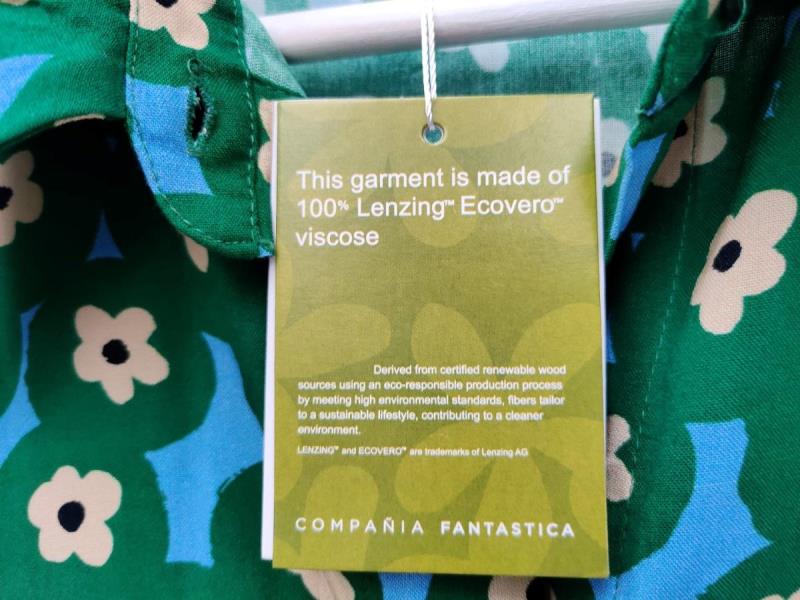 This garment is made of
100% Lenzing™ Ecovero™
viscose
Derived from certified renewable wood
sources using an eco-responsible production process
by meeting high environmental standards, fibers tailor
to a sustainable lifestyle, contributing to a cleaner
environment.
LENZING™ and ECOVERO™ are trademarks of Lenzing AG
COMPAÑIA FANTASTICA